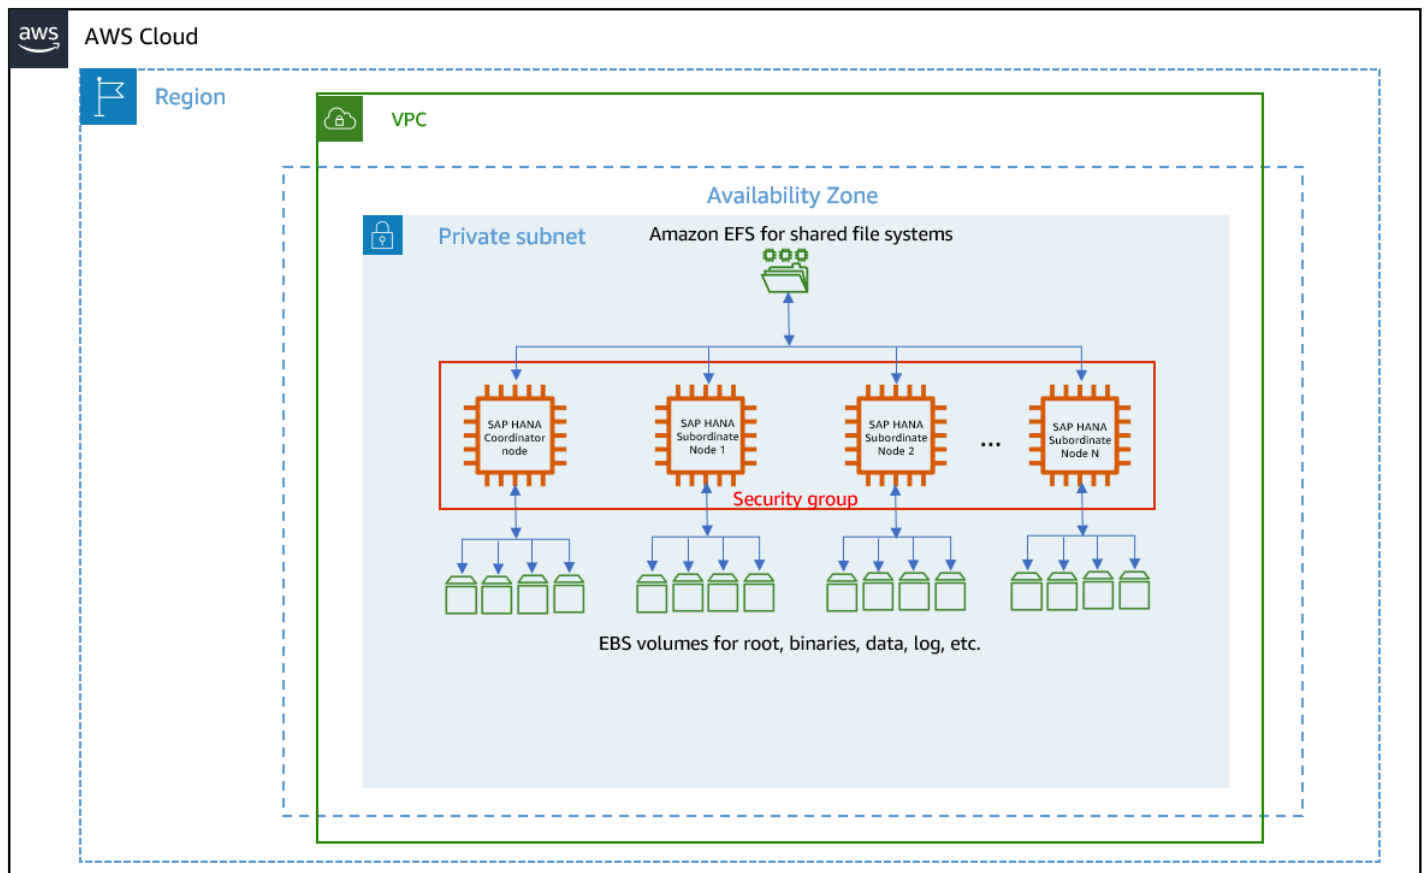 aws
AWS Cloud
Region
VPC
Availability Zone
Private subnet
Amazon EFS for shared file systems
SAP HANA
Coordinator
node
SAP HANA
Subordinate
Node 1
SAP HANA
Subordinate
Node 2
...
SAP HANA
Subordinate
Node N
Security group
EBS volumes for root, binaries, data, log, etc.